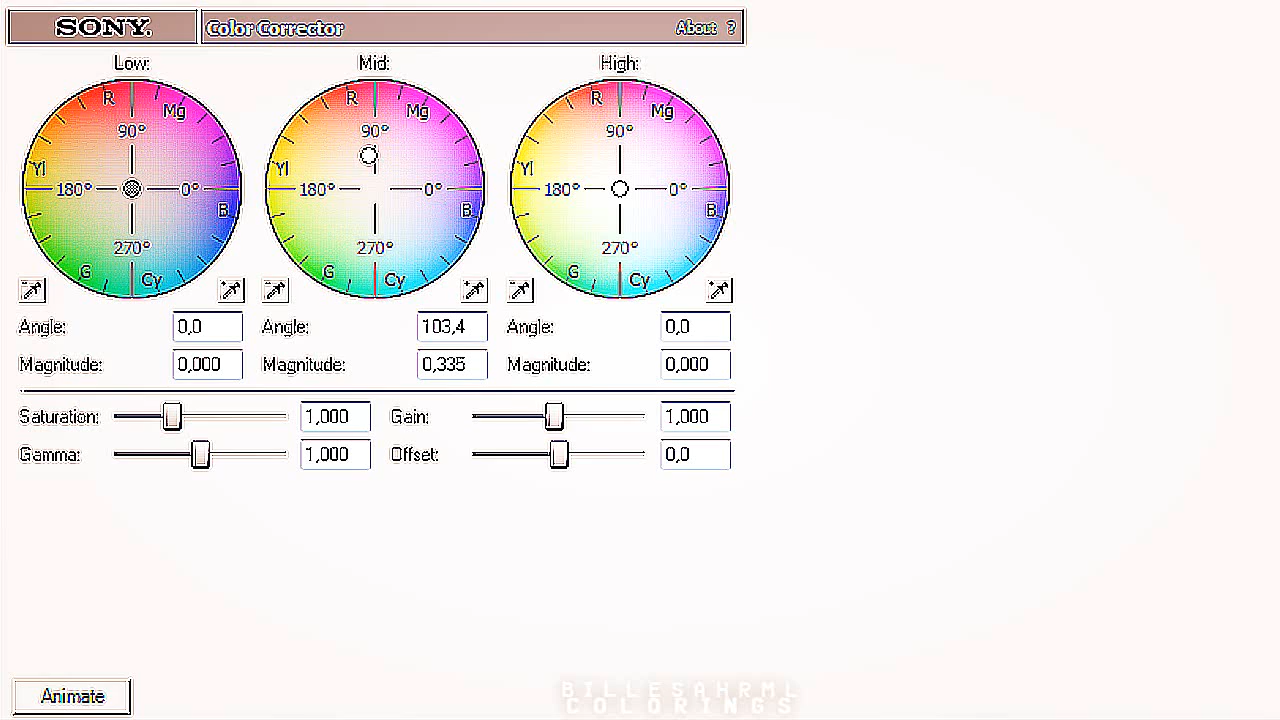 SONY. Color Corrector About ?
Low: Mid: High:
R Mg R Mg R Mg
90° 90° 90°
Yl Yl Yl
180° 0° 180° 0° 180° 0°
B B B
270° 270° 270°
G Cy G Cy G Cy
Angle: 0,0 Angle: 103,4 Angle: 0,0
Magnitude: 0,000 Magnitude: 0,335 Magnitude: 0,000
Saturation: 1,000 Gain: 1,000
Gamma: 1,000 Offset: 0,0
Animate
BILLESAHRML
COLORINGS